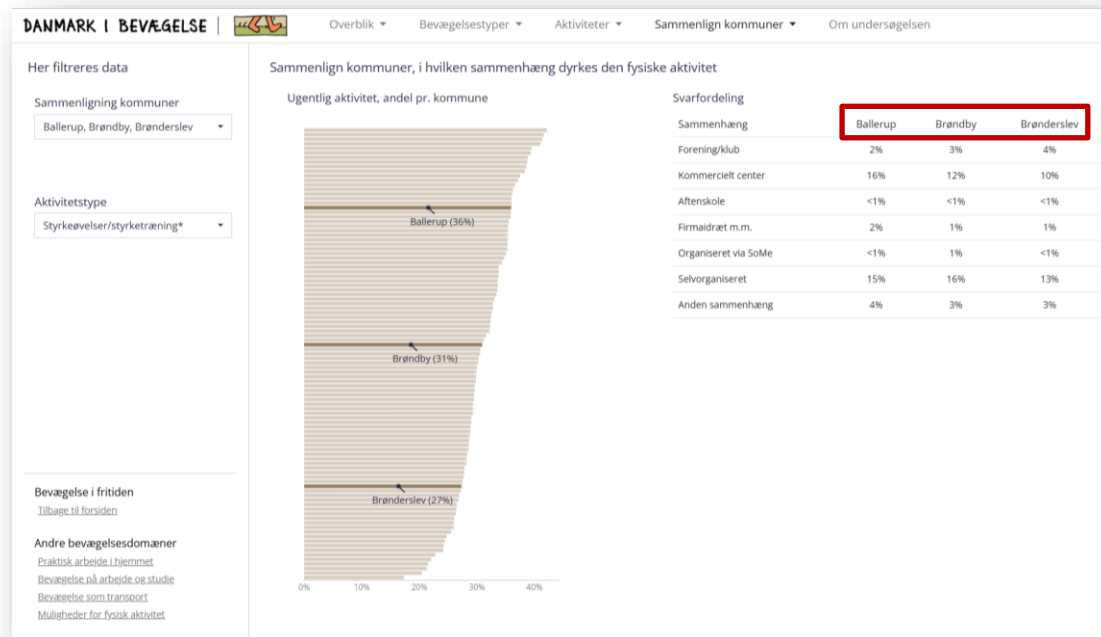 DANMARK I BEVÆGELSE
Overblik Bevægelsestyper Aktiviteter Sammenlign kommuner Om undersøgelsen
Her filtreres data
Sammenligning kommuner
Ballerup, Brøndby, Brønderslev
Aktivitetstype
Styrkeøvelser/styrketræning*
Bevægelse i fritiden
Tilbage til forsiden
Andre bevægelsesdomæner
Praktisk arbejde i hjemmet
Bevægelse på arbejde og studie
Bevægelse som transport
Muligheder for fysisk aktivitet
Sammenlign kommuner, i hvilken sammenhæng dyrkes den fysiske aktivitet
Ugentlig aktivitet, andel pr. kommune
Ballerup (36%)
Brøndby (31%)
Brønderslev (27%)
0% 10% 20% 30% 40%
Svarfordeling
Sammenhæng Ballerup Brøndby Brønderslev
Forening/klub 2% 3% 4%
Kommercielt center 16% 12% 10%
Aftenskole <1% <1% <1%
Firmaidræt m.m. 2% 1% 1%
Organiseret via SoMe <1% 1% <1%
Selvorganiseret 15% 16% 13%
Anden sammenhæng 4% 3% 3%